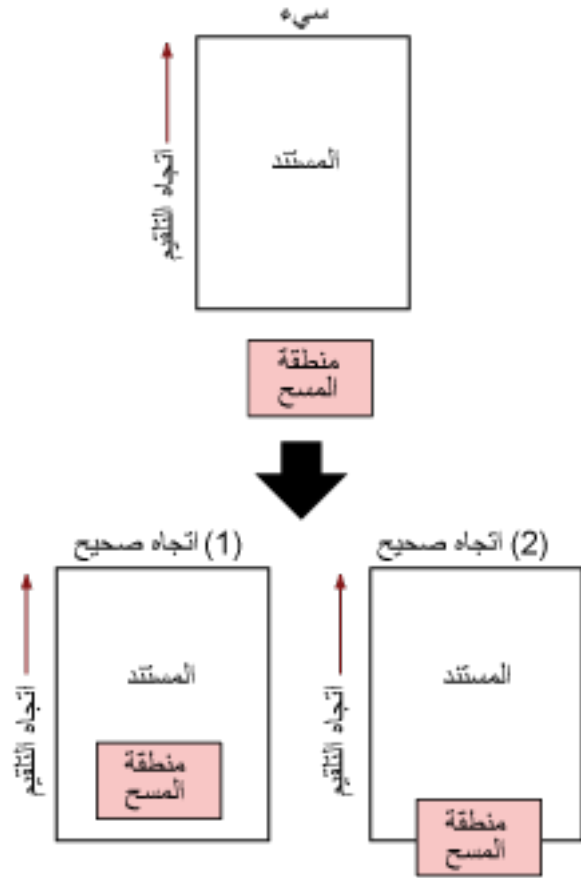 سيء
اتجاه التلقيم
المستند
منطقة
المسح
(1) اتجاه صحيح
(2) اتجاه صحيح
اتجاه التلقيم
المستند
منطقة
المسح
اتجاه التلقيم
المستند
منطقة
المسح